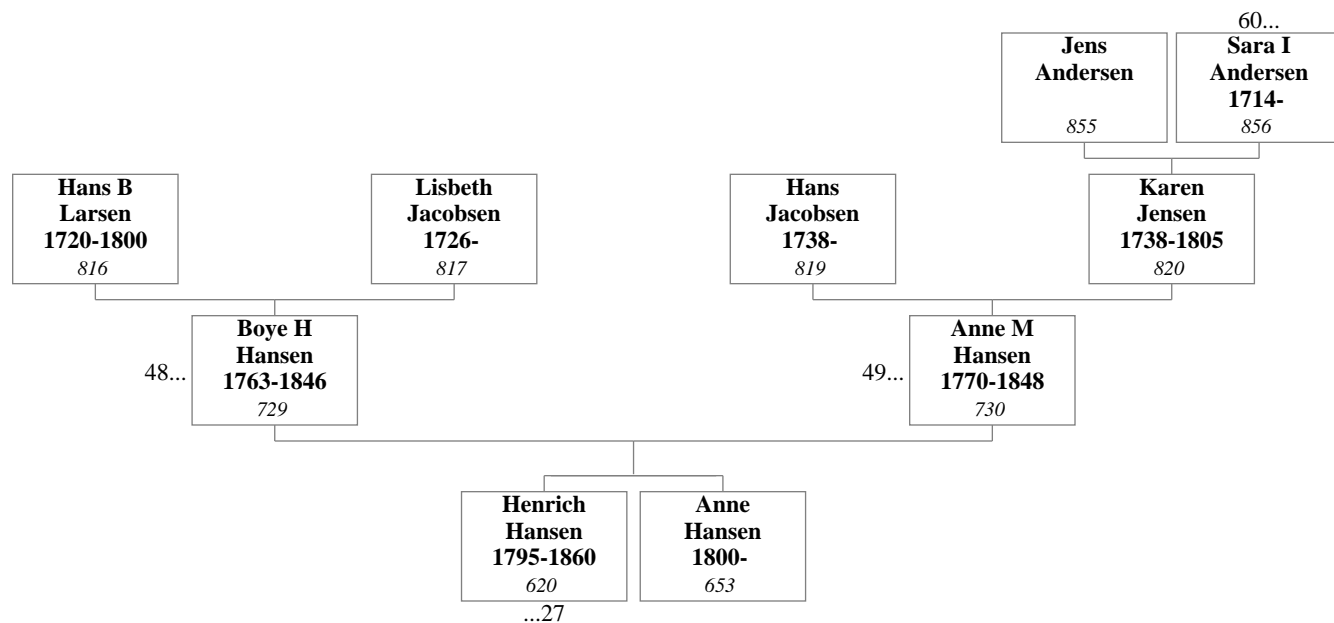 60...
Jens
Andersen
855
Sara I
Andersen
1714-
856
Hans B
Larsen
1720-1800
816
Lisbeth
Jacobsen
1726-
817
Hans
Jacobsen
1738-
819
Karen
Jensen
1738-1805
820
48...
Boye H
Hansen
1763-1846
729
49...
Anne M
Hansen
1770-1848
730
Henrich
Hansen
1795-1860
620
...27
Anne
Hansen
1800-
653